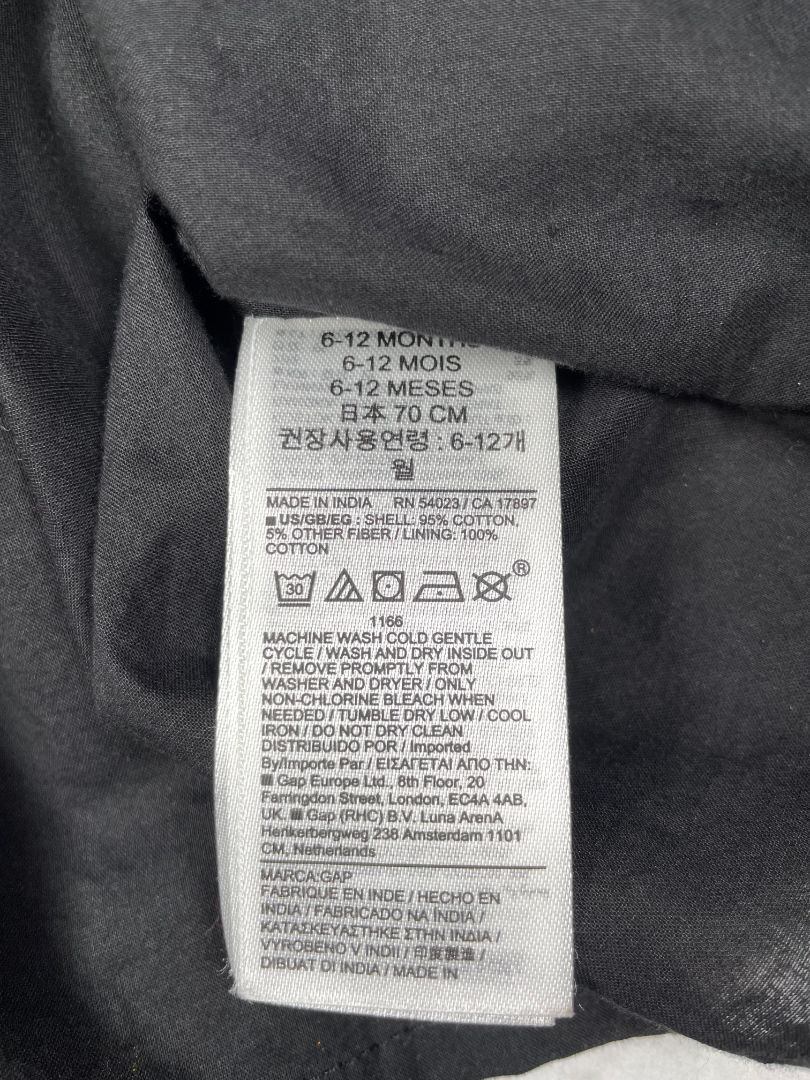 6-12 MONTHS
6-12 MOIS
6-12 MESES
日本 70 CM
권장사용연령 : 6-12개
월
MADE IN INDIA RN 54023 / CA 17897
■ US/GB/EG : SHELL: 95% COTTON,
5% OTHER FIBER / LINING: 100%
COTTON
30 ®
1166
MACHINE WASH COLD GENTLE
CYCLE / WASH AND DRY INSIDE OUT
/ REMOVE PROMPTLY FROM
WASHER AND DRYER / ONLY
NON-CHLORINE BLEACH WHEN
NEEDED / TUMBLE DRY LOW / COOL
IRON / DO NOT DRY CLEAN
DISTRIBUIDO POR / Imported
By/Importe Par / ΕΙΣΑΓΕΤΑΙ ΑΠΟ ΤΗΝ:
■ Gap Europe Ltd., 8th Floor, 20
Farringdon Street, London, EC4A 4AB,
UK. ■ Gap (RHC) B.V. Luna ArenA
Henkerbergweg 238 Amsterdam 1101
CM, Netherlands
MARCA:GAP
FABRIQUE EN INDE / HECHO EN
INDIA / FABRICADO NA ÍNDIA /
ΚΑΤΑΣΚΕΥΑΣΤΗΚΕ ΣΤΗΝ ΙΝΔΙΑ /
VYROBENO V INDII / 印度製造 /
DIBUAT DI INDIA / MADE IN